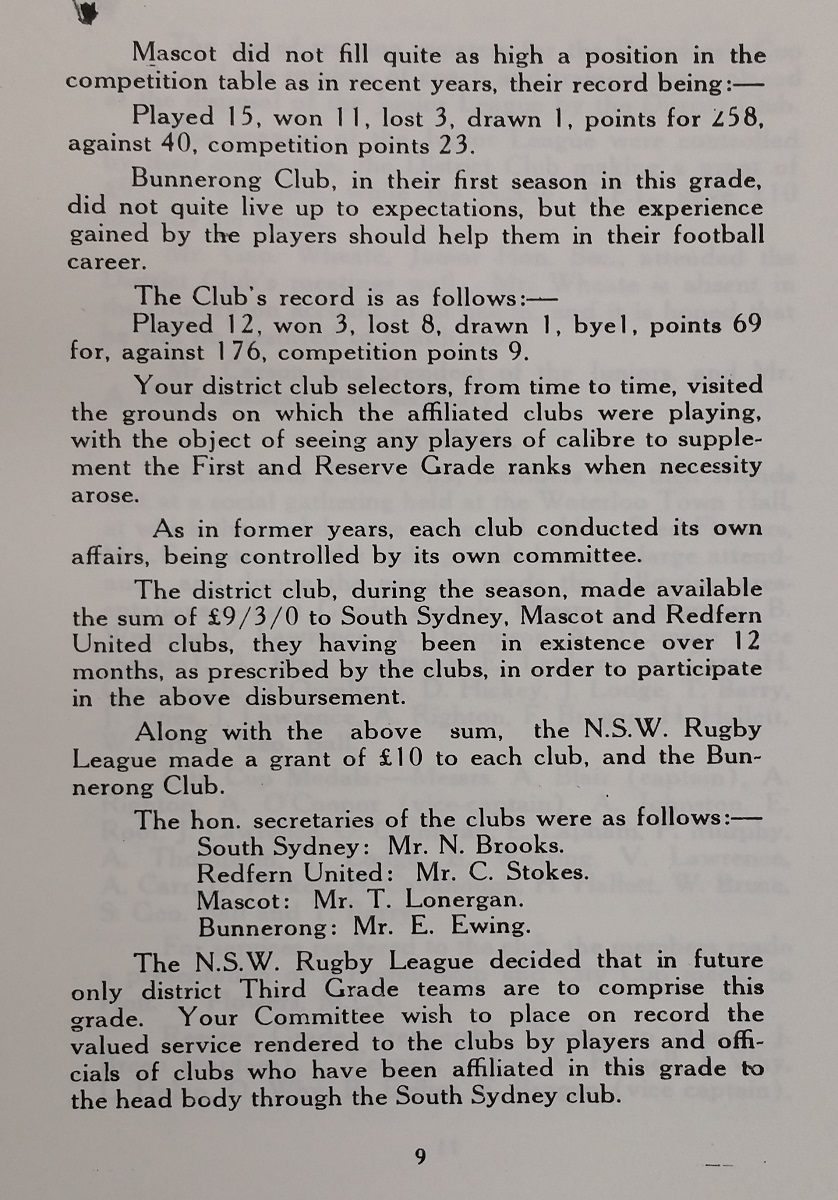 Mascot did not fill quite as high a position in the
competition table as in recent years, their record being:—
Played 15, won 11, lost 3, drawn 1, points for 258,
against 40, competition points 23.
Bunnerong Club, in their first season in this grade,
did not quite live up to expectations, but the experience
gained by the players should help them in their football
career.
The Club's record is as follows:—
Played 12, won 3, lost 8, drawn 1, bye1, points 69
for, against 176, competition points 9.
Your district club selectors, from time to time, visited
the grounds on which the affiliated clubs were playing,
with the object of seeing any players of calibre to supple-
ment the First and Reserve Grade ranks when necessity
arose.
As in former years, each club conducted its own
affairs, being controlled by its own committee.
The district club, during the season, made available
the sum of £9/3/0 to South Sydney, Mascot and Redfern
United clubs, they having been in existence over 12
months, as prescribed by the clubs, in order to participate
in the above disbursement.
Along with the above sum, the N.S.W. Rugby
League made a grant of £10 to each club, and the Bun-
nerong Club.
The hon. secretaries of the clubs were as follows:—
South Sydney: Mr. N. Brooks.
Redfern United: Mr. C. Stokes.
Mascot: Mr. T. Lonergan.
Bunnerong: Mr. E. Ewing.
The N.S.W. Rugby League decided that in future
only district Third Grade teams are to comprise this
grade. Your Committee wish to place on record the
valued service rendered to the clubs by players and offi-
cials of clubs who have been affiliated in this grade to
the head body through the South Sydney club.
9